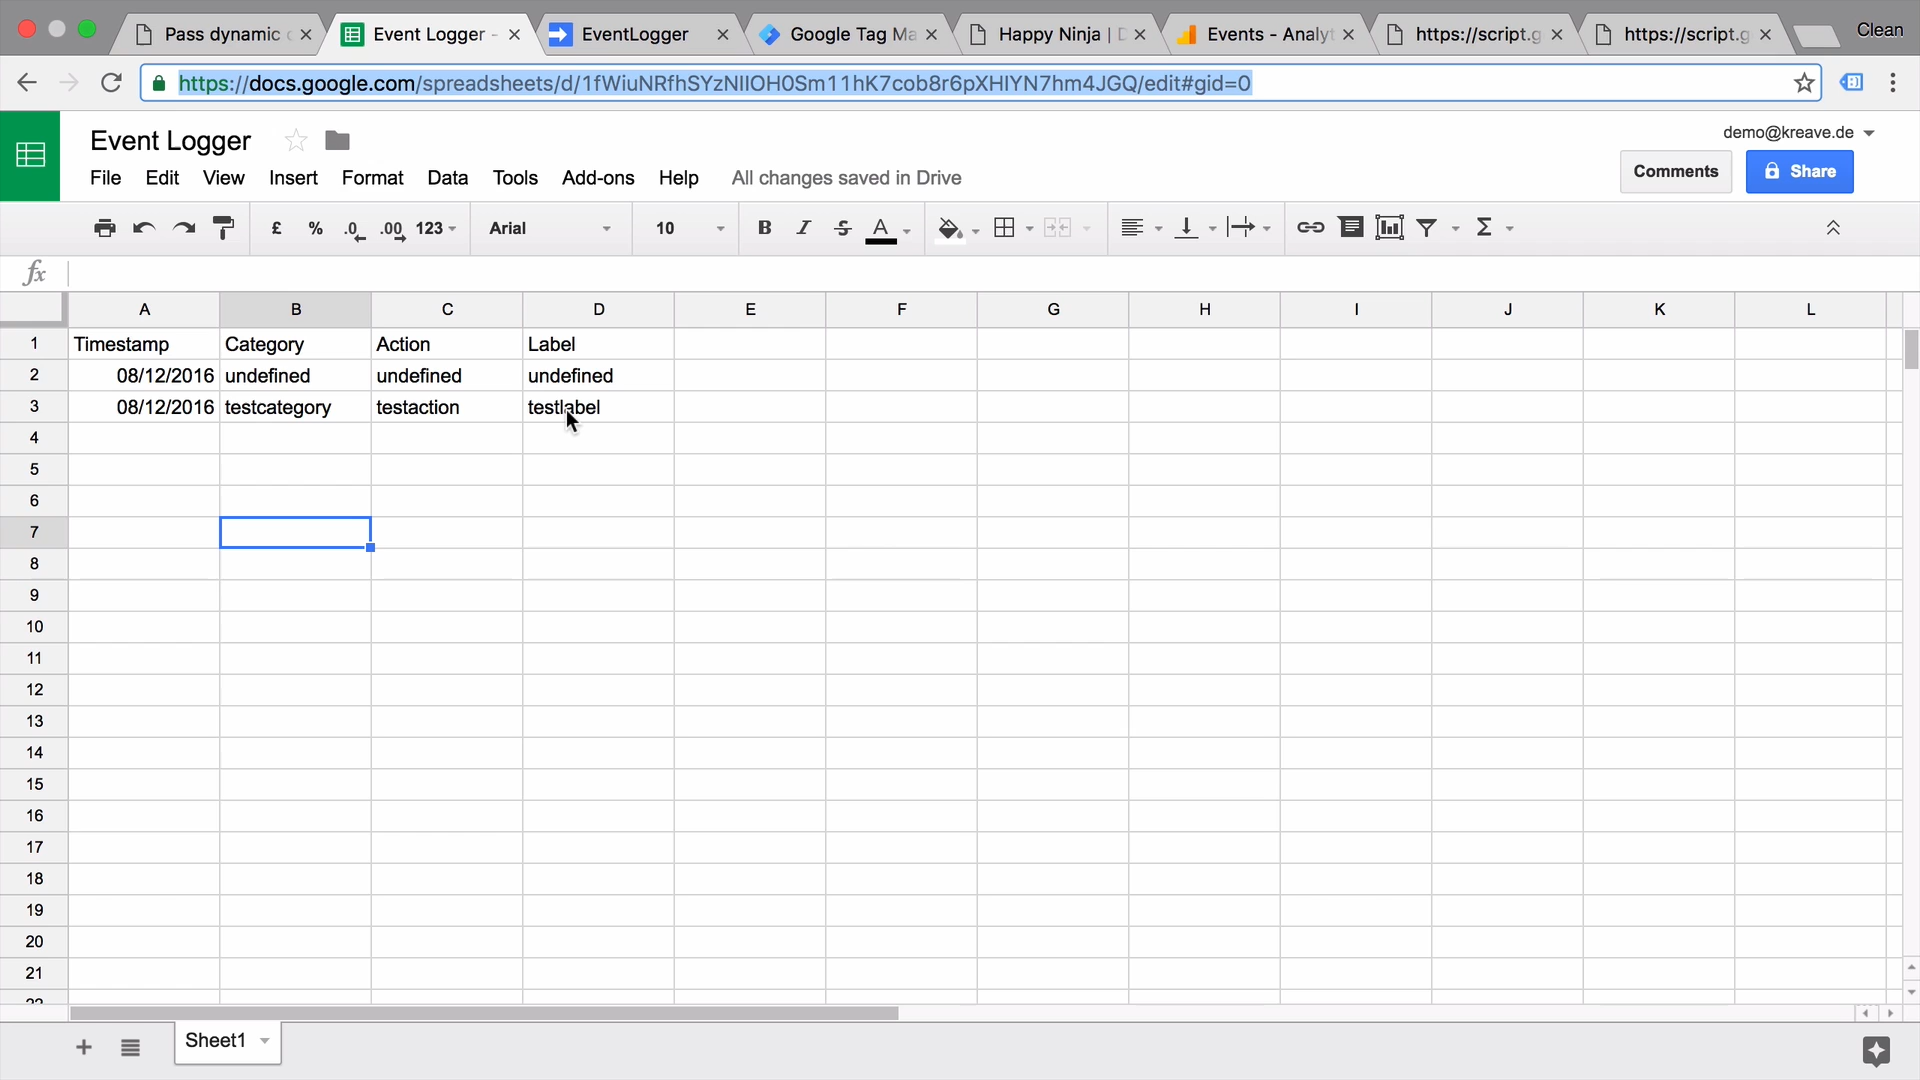 Pass dynamic
Event Logger -
EventLogger
Google Tag Ma
Happy Ninja |
Events - Analyt
https://script.g
https://script.g
Clean
https://docs.google.com/spreadsheets/d/1fWiuNRfhSYzNIIOH0Sm11hK7cob8r6pXHIYN7hm4JGQ/edit#gid=0
Event Logger
demo@kreave.de
File Edit View Insert Format Data Tools Add-ons Help All changes saved in Drive
Comments
Share
£ % .0 .00 123 Arial 10 B I S A Σ
fx
A B C D E F G H I J K L
1 Timestamp Category Action Label
2 08/12/2016 undefined undefined undefined
3 08/12/2016 testcategory testaction testlabel
4
5
6
7
8
9
10
11
12
13
14
15
16
17
18
19
20
21
22
Sheet1